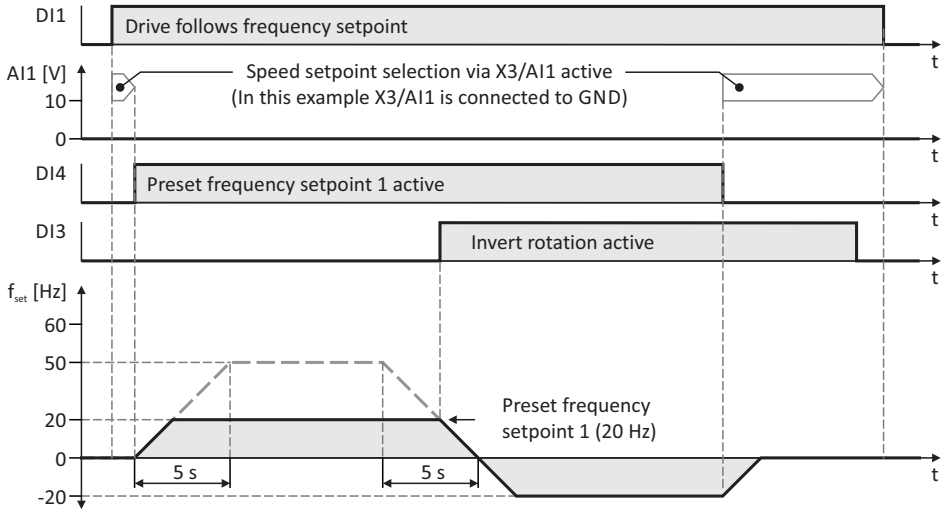 DI1
Drive follows frequency setpoint
t
AI1 [V]
Speed setpoint selection via X3/AI1 active
(In this example X3/AI1 is connected to GND)
10
0
t
DI4
Preset frequency setpoint 1 active
t
DI3
Invert rotation active
t
fset [Hz]
60
50
20
Preset frequency
setpoint 1 (20 Hz)
0
t
5 s
5 s
-20